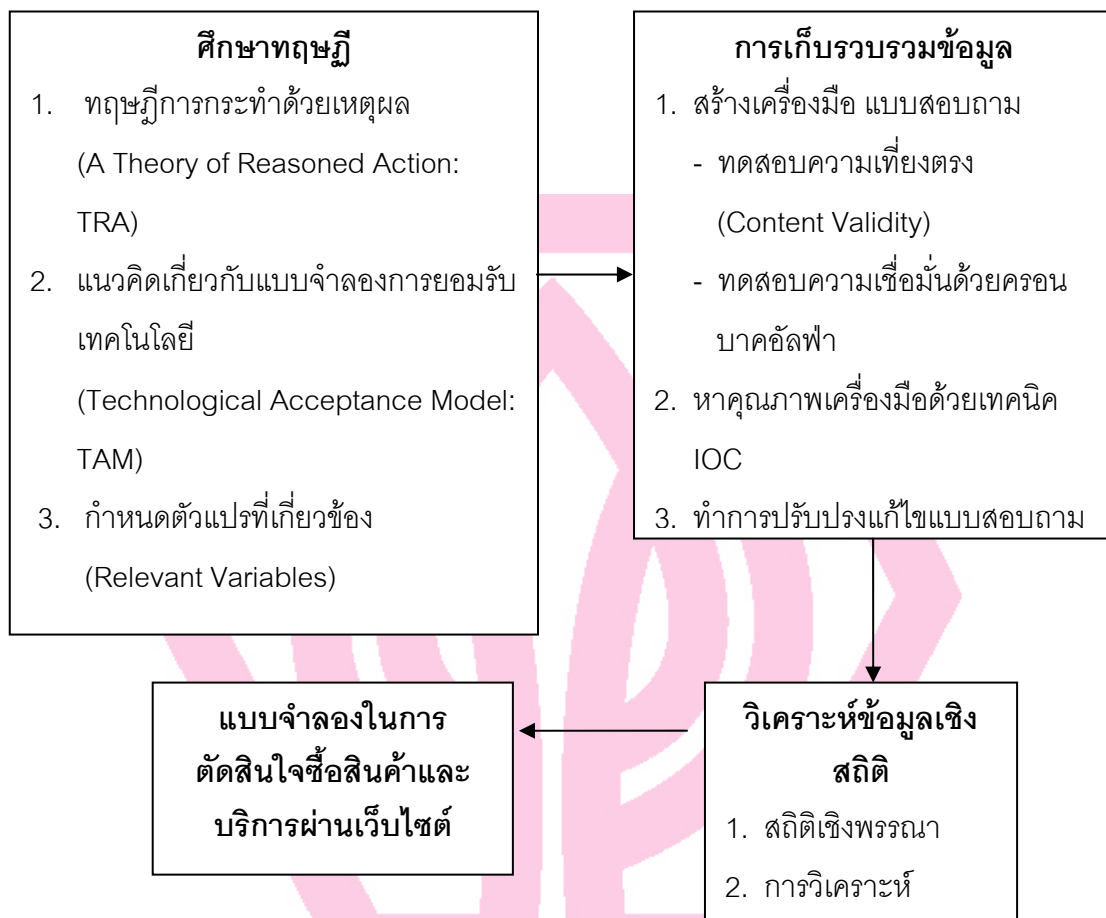 ศึกษาทฤษฏี
1. ทฤษฎีการกระทำด้วยเหตุผล
(A Theory of Reasoned Action:
TRA)
2. แนวคิดเกี่ยวกับแบบจำลองการยอมรับ
เทคโนโลยี
(Technological Acceptance Model:
TAM)
3. กำหนดตัวแปรที่เกี่ยวข้อง
(Relevant Variables)
การเก็บรวบรวมข้อมูล
1. สร้างเครื่องมือ แบบสอบถาม
- ทดสอบความเที่ยงตรง
(Content Validity)
- ทดสอบความเชื่อมั่นด้วยครอน
บาคอัลฟ่า
2. หาคุณภาพเครื่องมือด้วยเทคนิค
IOC
3. ทำการปรับปรุงแก้ไขแบบสอบถาม
วิเคราะห์ข้อมูลเชิง
สถิติ
1. สถิติเชิงพรรณา
2. การวิเคราะห์
แบบจำลองในการ
ตัดสินใจซื้อสินค้าและ
บริการผ่านเว็บไซต์